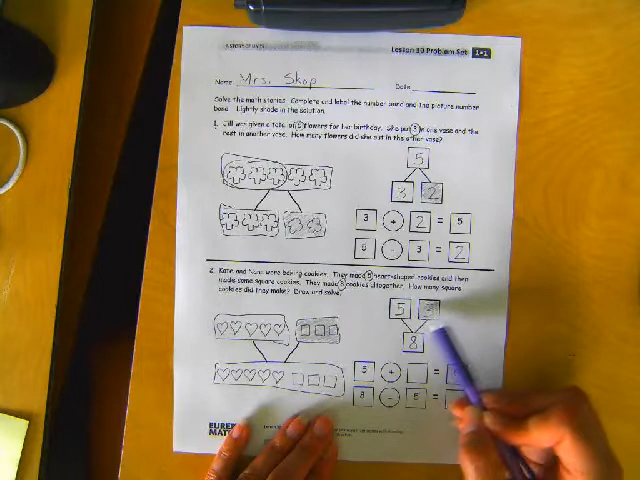 Lesson 30 Problem Set 1•1
Name Mrs. Skop Date
Solve the math stories. Complete and label the number bond and the picture number
bond. Lightly shade in the solution.
1. Jill was given a total of 5 flowers for her birthday. She put 3 in one vase and the
rest in another vase. How many flowers did she put in the other vase?
5
3 2
3 + 2 = 5
5 - 3 = 2
2. Kate and Nana were baking cookies. They made 5 heart-shaped cookies and then
made some square cookies. They made 8 cookies altogether. How many square
cookies did they make? Draw and solve.
5 3
8
5 + =
8 - 5 =
EUREKA
MATH